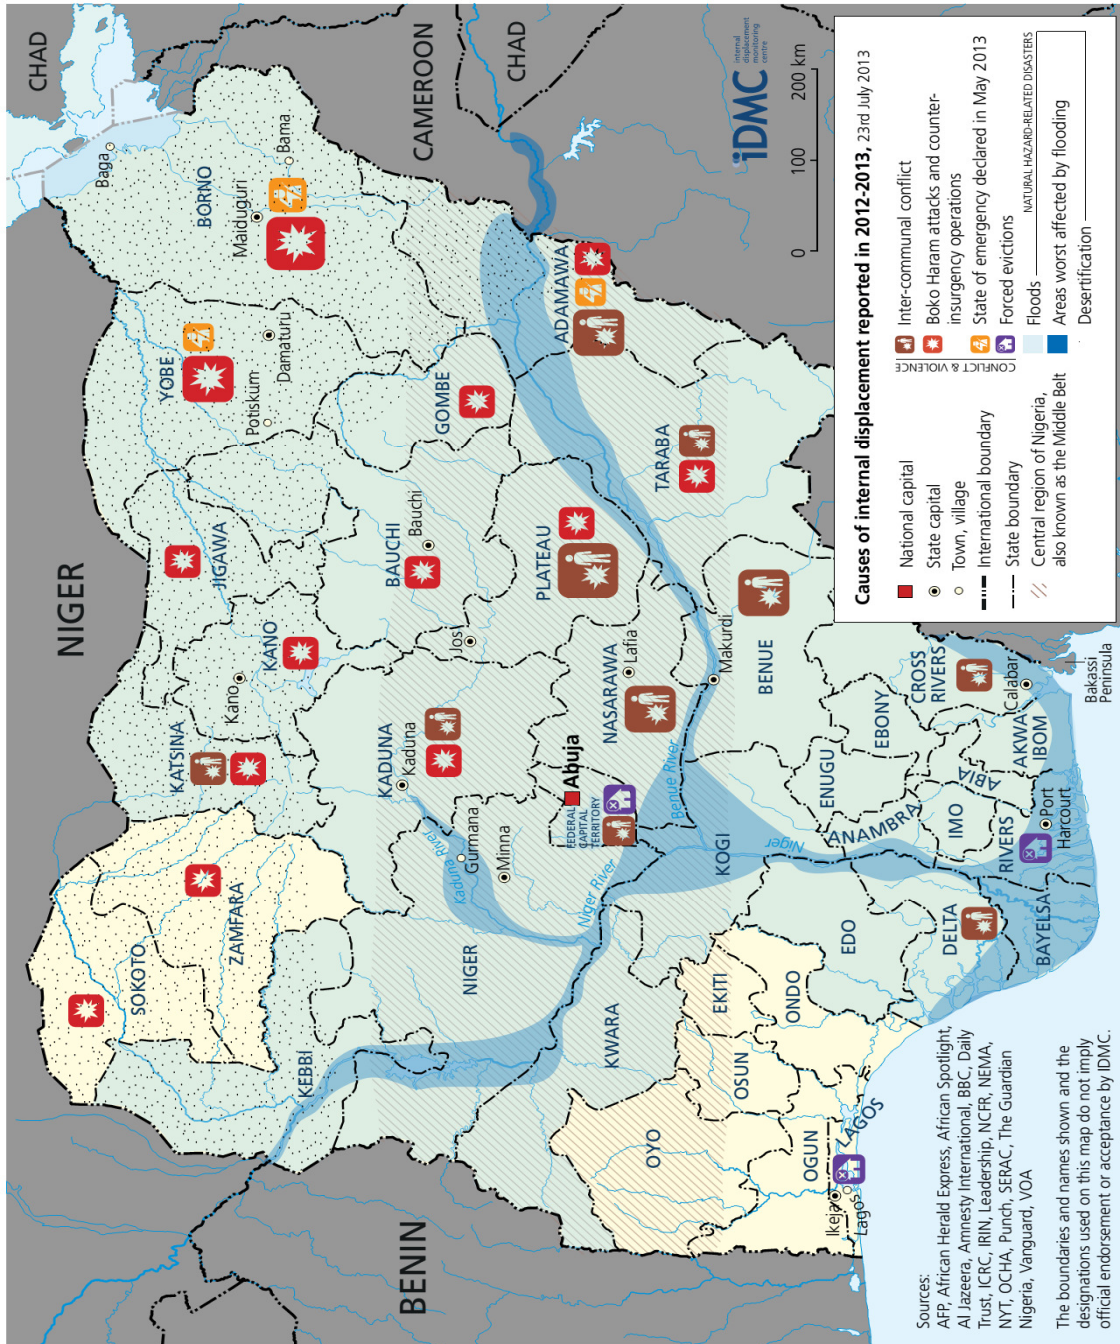 CHAD
NIGER
CAMEROON
CHAD
BENIN
Baga
BORNO
Maiduguri
Bama
YOBE
Damaturu
Potiskum
JIGAWA
KANO
Kano
KATSINA
SOKOTO
ZAMFARA
KEBBI
BAUCHI
Bauchi
GOMBE
ADAMAWA
KADUNA
Kaduna
Jos
PLATEAU
TARABA
Kaduna River
Gurmana
Minna
NIGER
Niger River
FEDERAL
CAPITAL
TERRITORY
Abuja
NASARAWA
Lafia
Benue River
Makurdi
BENUE
KWARA
KOGI
Niger
OYO
OSUN
EKITI
ONDO
OGUN
Ikeja
Lagos
LAGOS
EDO
DELTA
BAYELSA
ENUGU
EBONY
ANAMBRA
IMO
ABIA
RIVERS
Port
Harcourt
AKWA
IBOM
CROSS
RIVERS
Calabar
Bakassi
Peninsula
iDMC
internal
displacement
monitoring
centre
0 100 200 km
Causes of internal displacement reported in 2012-2013, 23rd July 2013
National capital
State capital
Town, village
International boundary
State boundary
Central region of Nigeria,
also known as the Middle Belt
CONFLICT & VIOLENCE
Inter-communal conflict
Boko Haram attacks and counter-
insurgency operations
State of emergency declared in May 2013
Forced evictions
NATURAL HAZARD-RELATED DISASTERS
Floods
Areas worst affected by flooding
Desertification
Sources:
AFP, African Herald Express, African Spotlight,
Al Jazeera, Amnesty International, BBC, Daily
Trust, ICRC, IRIN, Leadership, NCFR, NEMA,
NYT, OCHA, Punch, SERAC, The Guardian
Nigeria, Vanguard, VOA
The boundaries and names shown and the
designations used on this map do not imply
official endorsement or acceptance by IDMC.